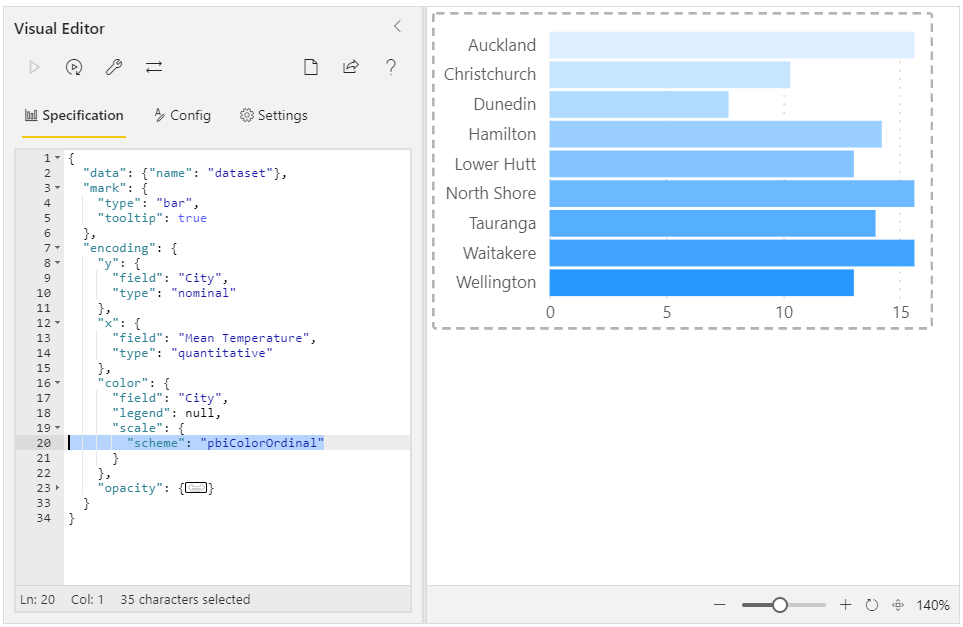 Visual Editor
Specification Config Settings
1 {
2 "data": {"name": "dataset"},
3 "mark": {
4 "type": "bar",
5 "tooltip": true
6 },
7 "encoding": {
8 "y": {
9 "field": "City",
10 "type": "nominal"
11 },
12 "x": {
13 "field": "Mean Temperature",
14 "type": "quantitative"
15 },
16 "color": {
17 "field": "City",
18 "legend": null,
19 "scale": {
20 "scheme": "pbiColorOrdinal"
21 }
22 },
23 "opacity": {}
33 }
34 }
Ln: 20 Col: 1 35 characters selected
Auckland
Christchurch
Dunedin
Hamilton
Lower Hutt
North Shore
Tauranga
Waitakere
Wellington
0 5 10 15
140%